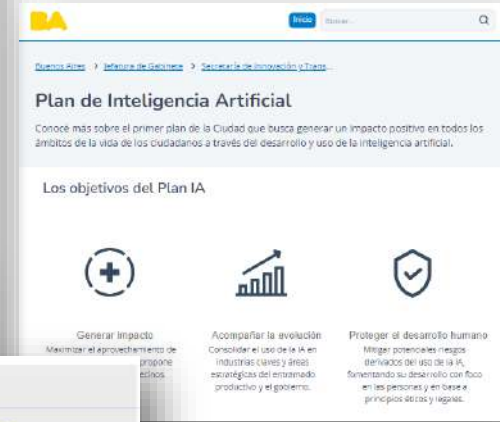 BA
Inicio
Buscar...
Buenos Aires > Jefatura de Gabinete > Secretaría de Innovación y Trans...
Plan de Inteligencia Artificial
Conocé más sobre el primer plan de la Ciudad que busca generar un impacto positivo en todos los
ámbitos de la vida de los ciudadanos a través del desarrollo y uso de la inteligencia artificial.
Los objetivos del Plan IA
Generar Impacto
Maximizar el aprovechamiento de
propone
ecinos
Acompañar la evolución
Consolidar el uso de la IA en
industrias claves y áreas
estratégicas del entramado
productivo y el gobierno.
Proteger el desarrollo humano
Mitigar potenciales riesgos
derivados del uso de la IA,
fomentando su desarrollo con foco
en las personas y en base a
principios éticos y legales.